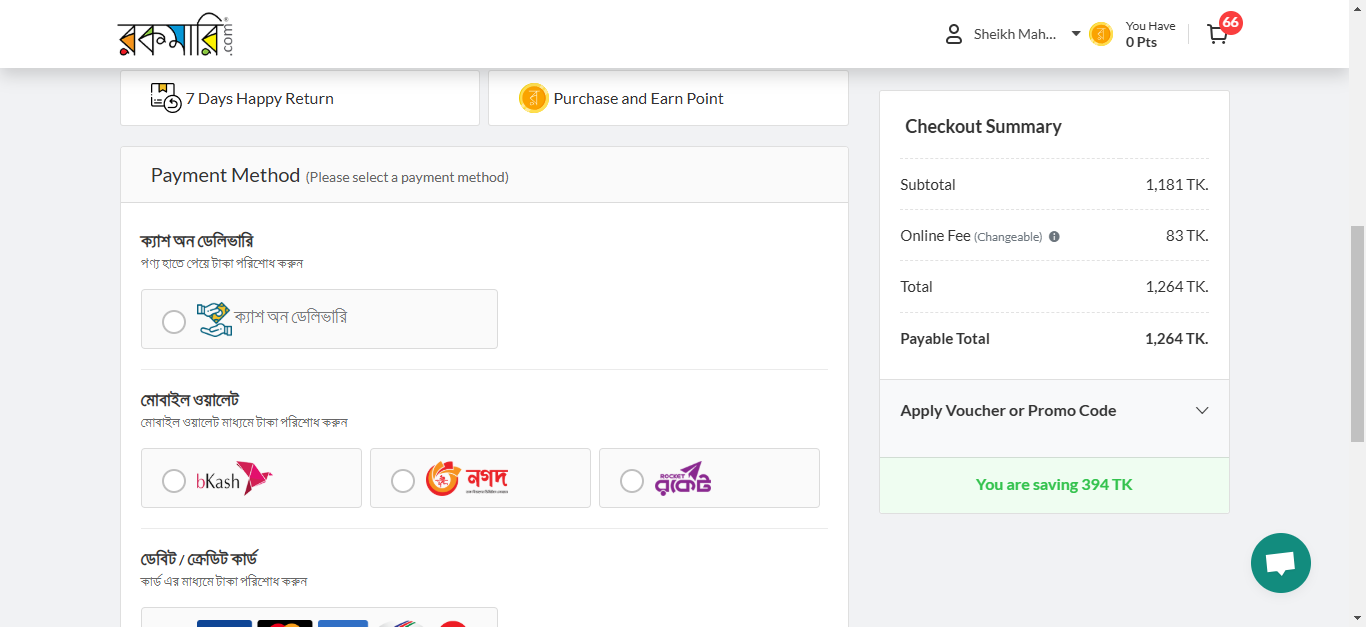 রকমারি.com
Sheikh Mah...
You Have
0 Pts
66
7 Days Happy Return
Purchase and Earn Point
Payment Method (Please select a payment method)
ক্যাশ অন ডেলিভারি
পণ্য হাতে পেয়ে টাকা পরিশোধ করুন
ক্যাশ অন ডেলিভারি
মোবাইল ওয়ালেট
মোবাইল ওয়ালেট মাধ্যমে টাকা পরিশোধ করুন
bKash
নগদ
ROCKET
রকেট
ডেবিট / ক্রেডিট কার্ড
কার্ড এর মাধ্যমে টাকা পরিশোধ করুন
Checkout Summary
Subtotal 1,181 TK.
Online Fee (Changeable) 83 TK.
Total 1,264 TK.
Payable Total 1,264 TK.
Apply Voucher or Promo Code
You are saving 394 TK